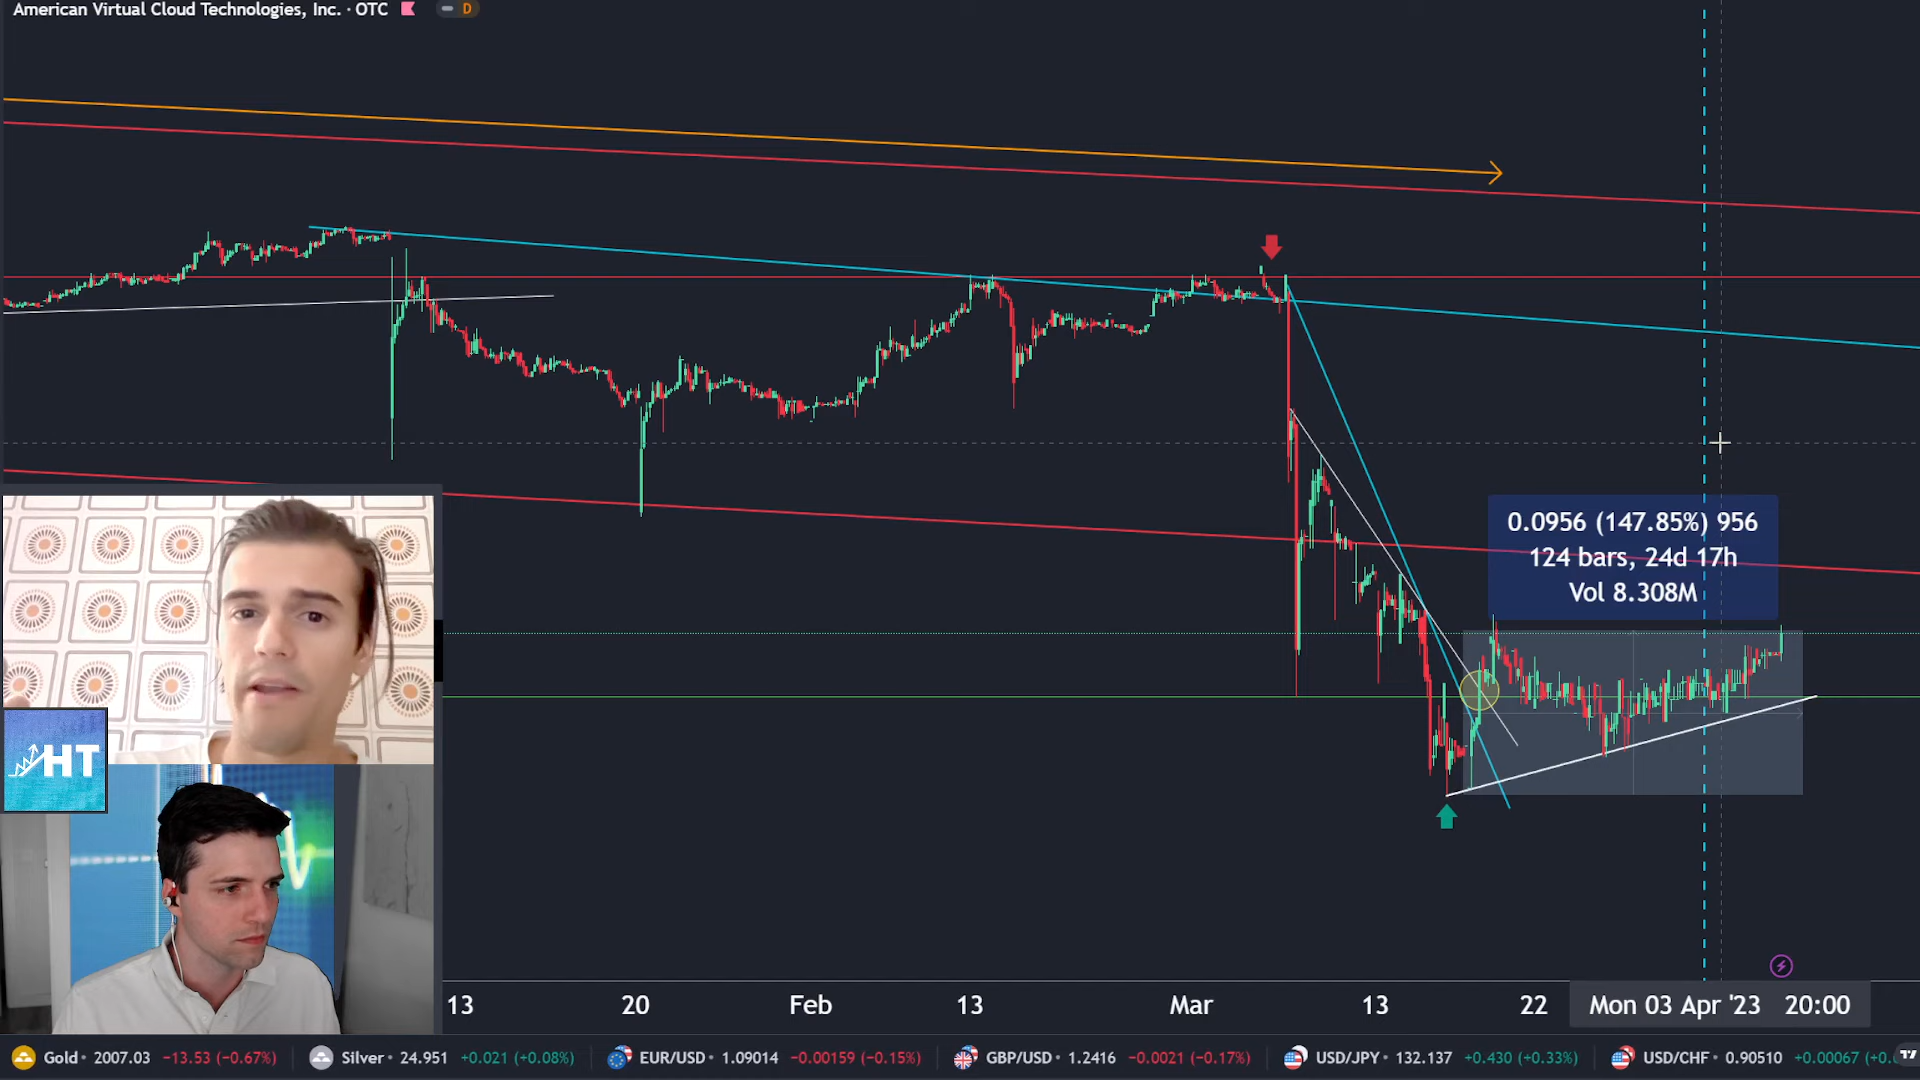 American Virtual Cloud Technologies, Inc. · OTC D
0.0956 (147.85%) 956
124 bars, 24d 17h
Vol 8.308M
HT
13 20 Feb 13 Mar 13 22 Mon 03 Apr '23 20:00
Gold • 2007.03 −13.53 (−0.67%) Silver • 24.951 +0.021 (+0.08%) EUR/USD • 1.09014 −0.00159 (−0.15%) GBP/USD • 1.2416 −0.0021 (−0.17%) USD/JPY • 132.137 +0.430 (+0.33%) USD/CHF • 0.90510 +0.00067 (+0.